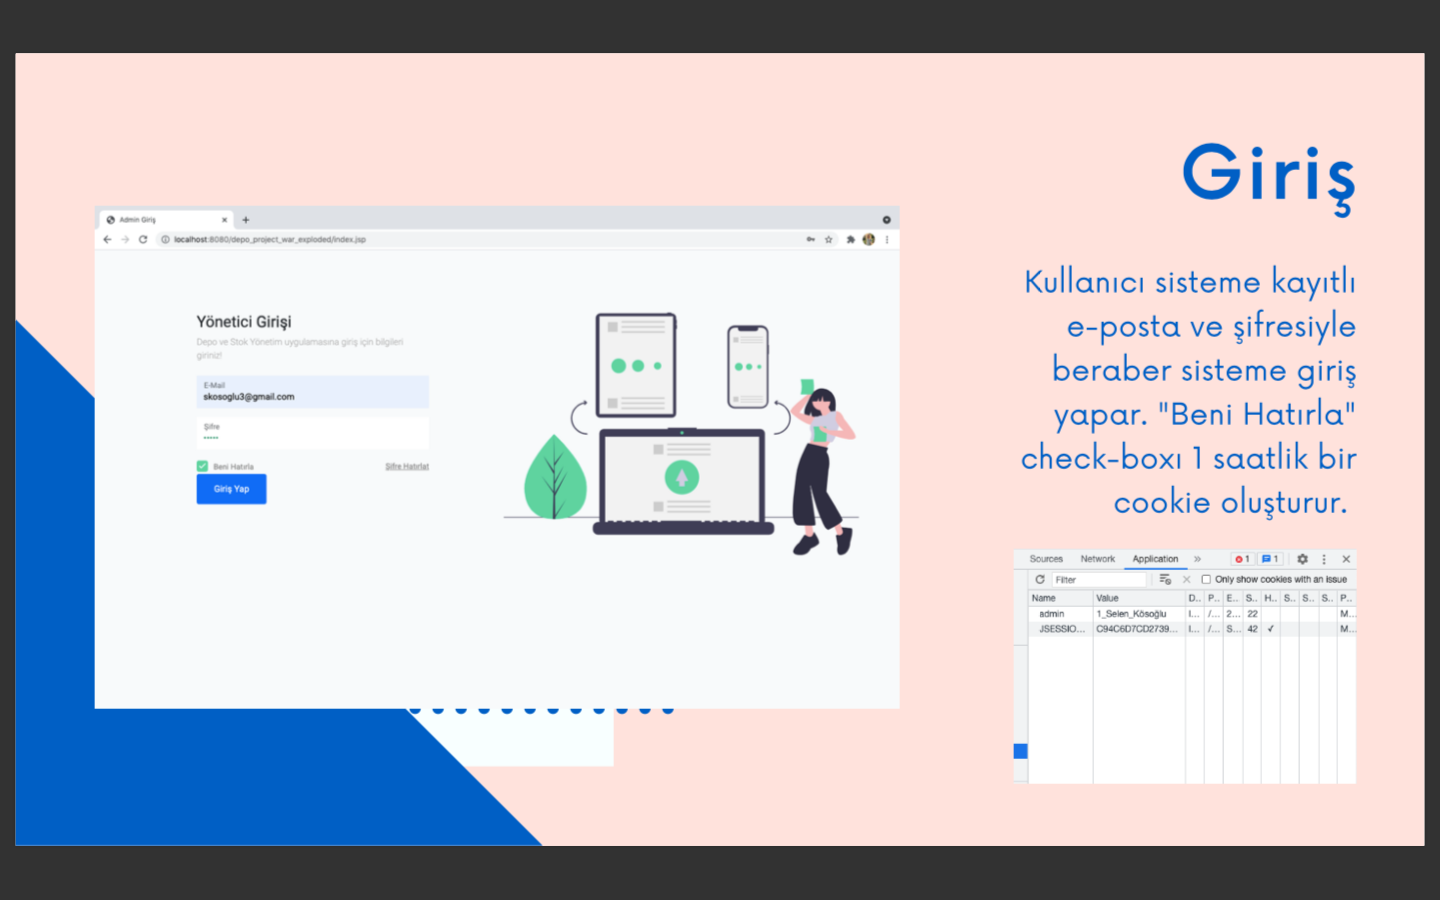 Giriş
Kullanıcı sisteme kayıtlı
e-posta ve şifresiyle
beraber sisteme giriş
yapar. "Beni Hatırla"
check-boxı 1 saatlik bir
cookie oluşturur.
Admin Giriş
localhost:8080/depo_project_war_exploded/index.jsp
Yönetici Girişi
Depo ve Stok Yönetim uygulamasına giriş için bilgileri
giriniz!
E-Mail
skosoglu3@gmail.com
Şifre
•••••
Beni Hatırla Şifre Hatırlat
Giriş Yap
Sources Network Application » 1 1
Filter Only show cookies with an issue
Name Value D... P... E... S... H... S... S... S... P...
admin 1_Selen_Kösoğlu l... /... 2... 22 M...
JSESSIO... C94C6D7CD2739... l... /... S... 42 ✓ M...